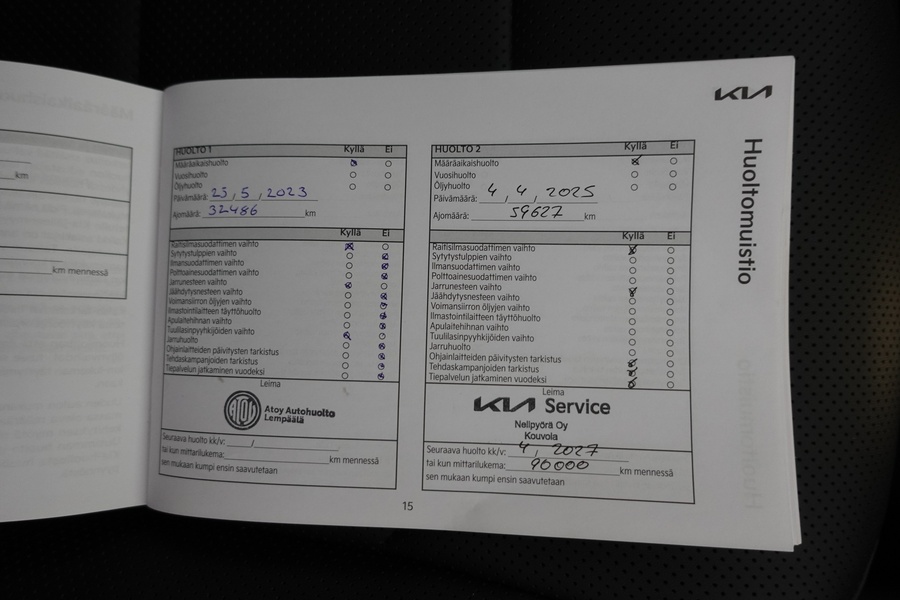 km
km mennessä
KIA
Huoltomuistio
HUOLTO 1 Kyllä Ei
Määräaikaishuolto
Vuosihuolto
Öljyhuolto
Päivämäärä: 25, 5, 2023
Ajomäärä: 32486 km
Kyllä Ei
Raitisilmasuodattimen vaihto
Sytytystulppien vaihto
Ilmansuodattimen vaihto
Polttoainesuodattimen vaihto
Jarrunesteen vaihto
Jäähdytysnesteen vaihto
Voimansiirron öljyjen vaihto
Ilmastointilaitteen täyttöhuolto
Apulaitehihnan vaihto
Tuulilasinpyyhkijöiden vaihto
Jarruhuolto
Ohjainlaitteiden päivitysten tarkistus
Tehdaskampanjoiden tarkistus
Tiepalvelun jatkaminen vuodeksi
Leima
ATOY Atoy Autohuolto
Lempäälä
Seuraava huolto kk/v: /
tai kun mittarilukema: km mennessä
sen mukaan kumpi ensin saavutetaan
HUOLTO 2 Kyllä Ei
Määräaikaishuolto
Vuosihuolto
Öljyhuolto
Päivämäärä: 4, 4, 2025
Ajomäärä: 59627 km
Kyllä Ei
Raitisilmasuodattimen vaihto
Sytytystulppien vaihto
Ilmansuodattimen vaihto
Polttoainesuodattimen vaihto
Jarrunesteen vaihto
Jäähdytysnesteen vaihto
Voimansiirron öljyjen vaihto
Ilmastointilaitteen täyttöhuolto
Apulaitehihnan vaihto
Tuulilasinpyyhkijöiden vaihto
Jarruhuolto
Ohjainlaitteiden päivitysten tarkistus
Tehdaskampanjoiden tarkistus
Tiepalvelun jatkaminen vuodeksi
Leima
KIA Service
Nelipyörä Oy
Kouvola
Seuraava huolto kk/v: 4, 2027
tai kun mittarilukema: 90000 km mennessä
sen mukaan kumpi ensin saavutetaan
15